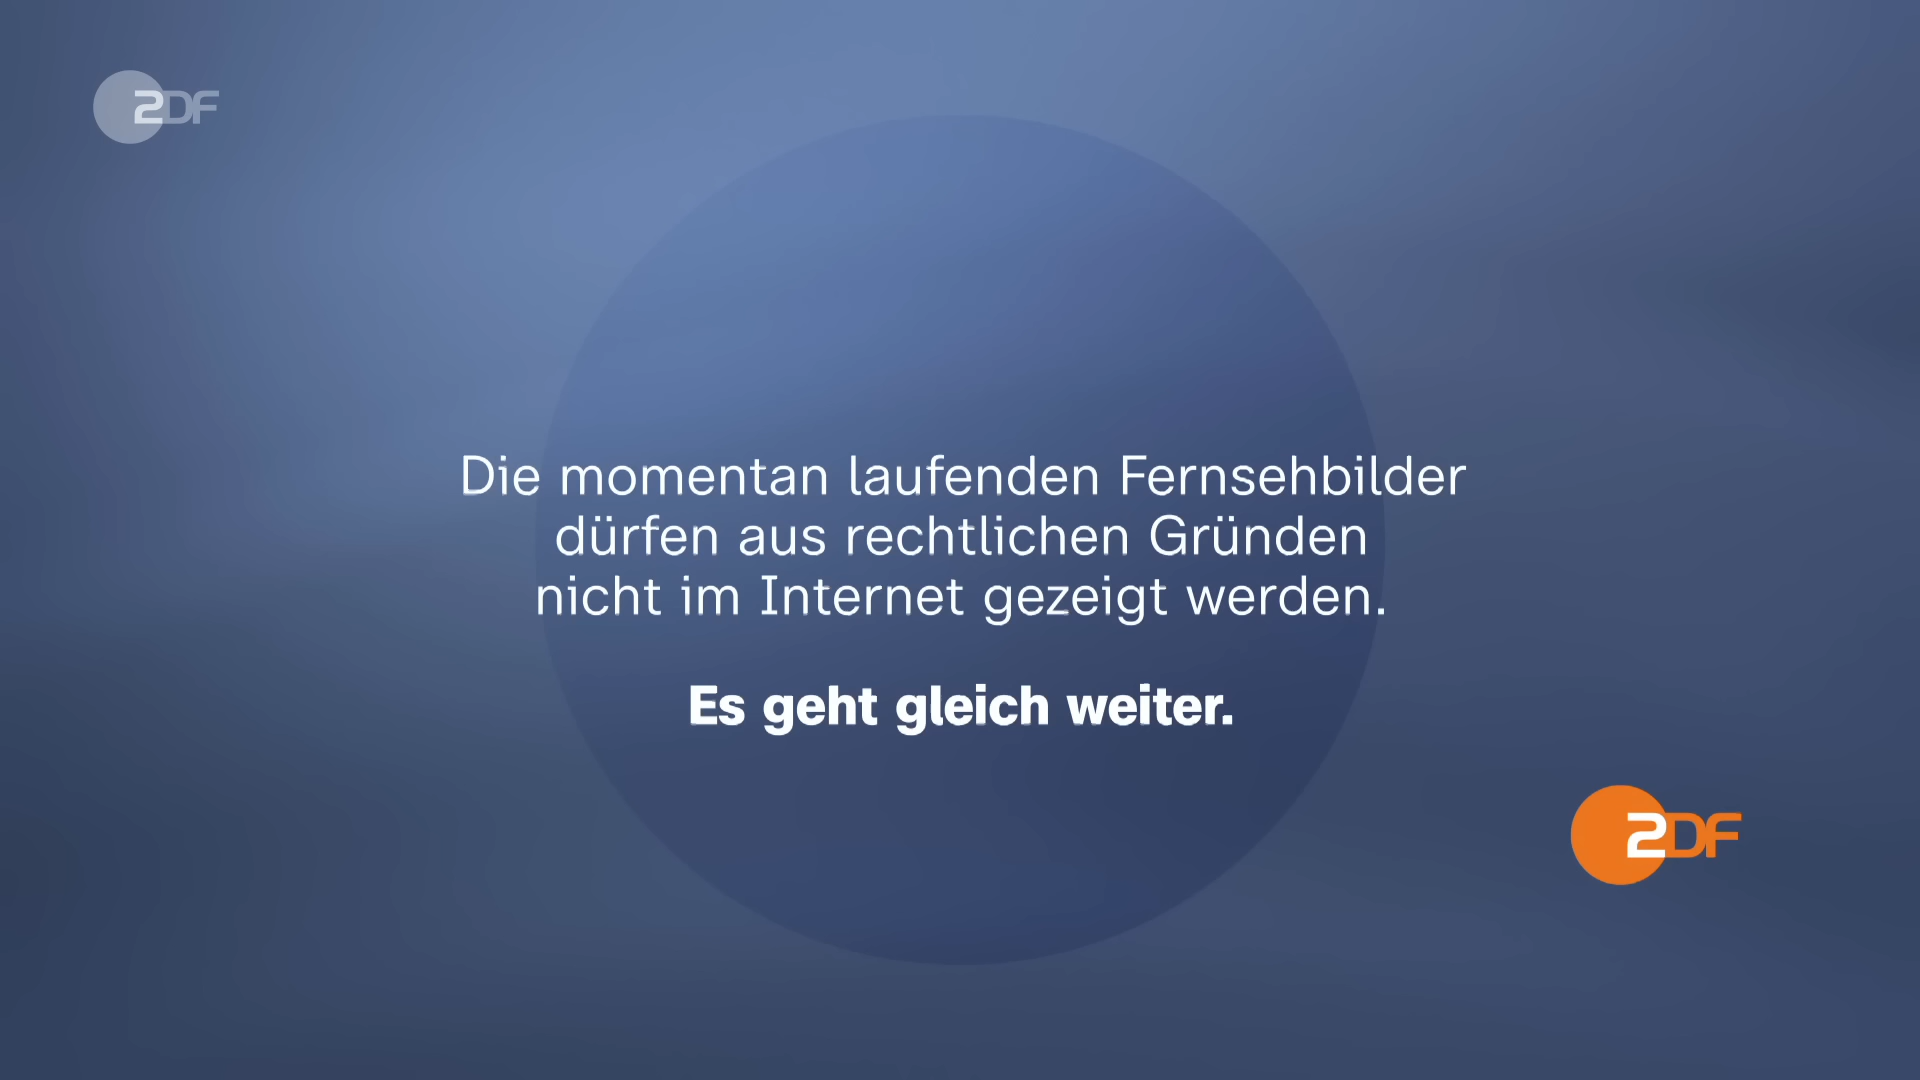 ZDF
Die momentan laufenden Fernsehbilder
dürfen aus rechtlichen Gründen
nicht im Internet gezeigt werden.
Es geht gleich weiter.
ZDF